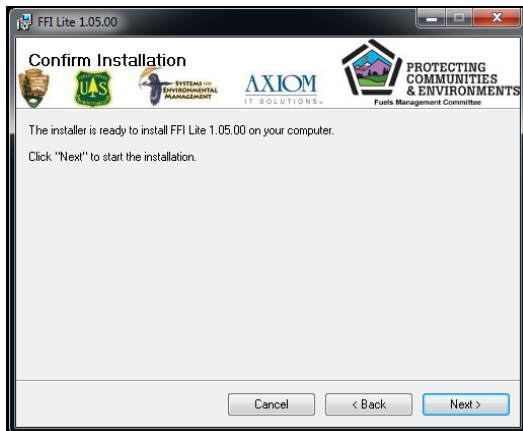 FFI Lite 1.05.00
Confirm Installation
UAS
SYSTEMS FOR
ENVIRONMENTAL
MANAGEMENT
AXIOM
IT SOLUTIONS
PROTECTING
COMMUNITIES
& ENVIRONMENTS
Fuels Management Committee
The installer is ready to install FFI Lite 1.05.00 on your computer.
Click "Next" to start the installation.
Cancel
< Back
Next >